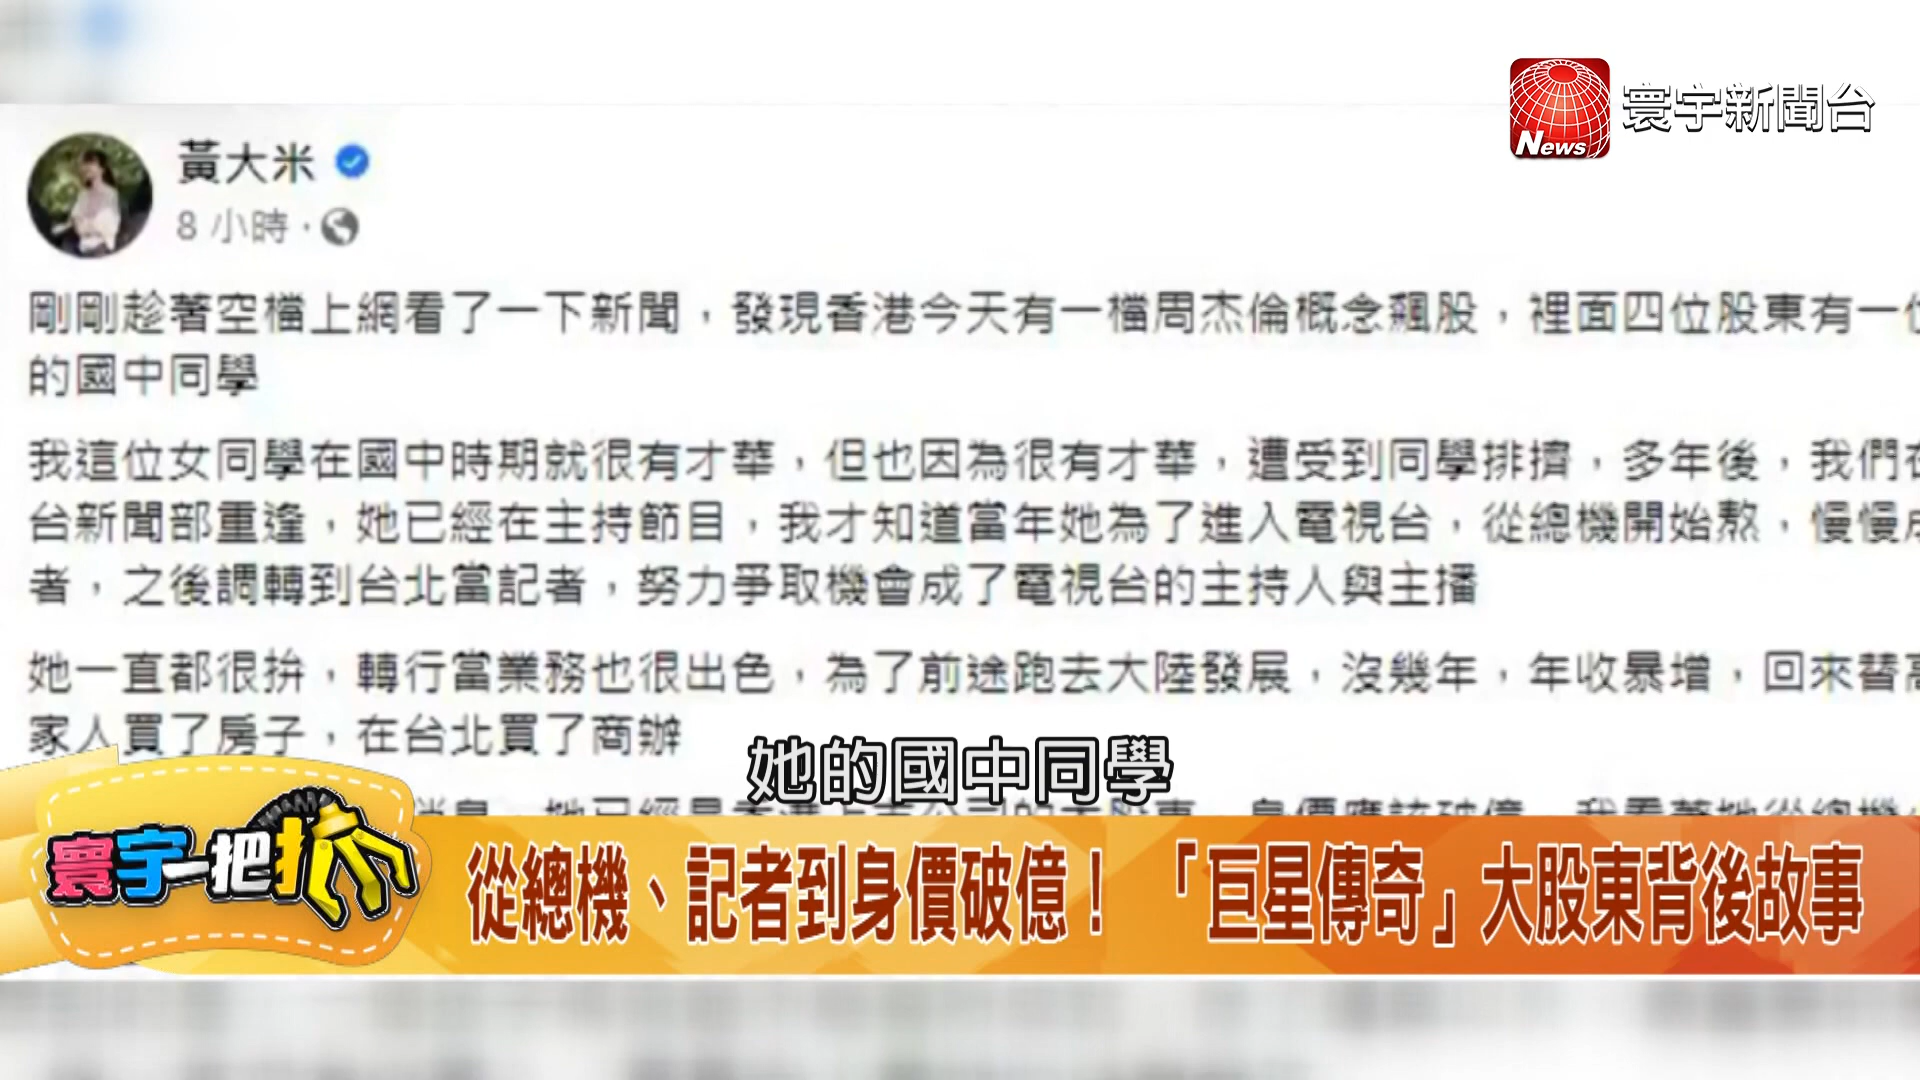 News 寰宇新聞台
黃大米
8 小時
剛剛趁著空檔上網看了一下新聞，發現香港今天有一檔周杰倫概念飆股，裡面四位股東有一
的國中同學
我這位女同學在國中時期就很有才華，但也因為很有才華，遭受到同學排擠，多年後，我們
台新聞部重逢，她已經在主持節目，我才知道當年她為了進入電視台，從總機開始熬，慢慢
者，之後調轉到台北當記者，努力爭取機會成了電視台的主持人與主播
她一直都很拚，轉行當業務也很出色，為了前途跑去大陸發展，沒幾年，年收暴增，回來替
家人買了房子，在台北買了商辦
她的國中同學
寰宇一把抓
從總機、記者到身價破億！ 「巨星傳奇」大股東背後故事